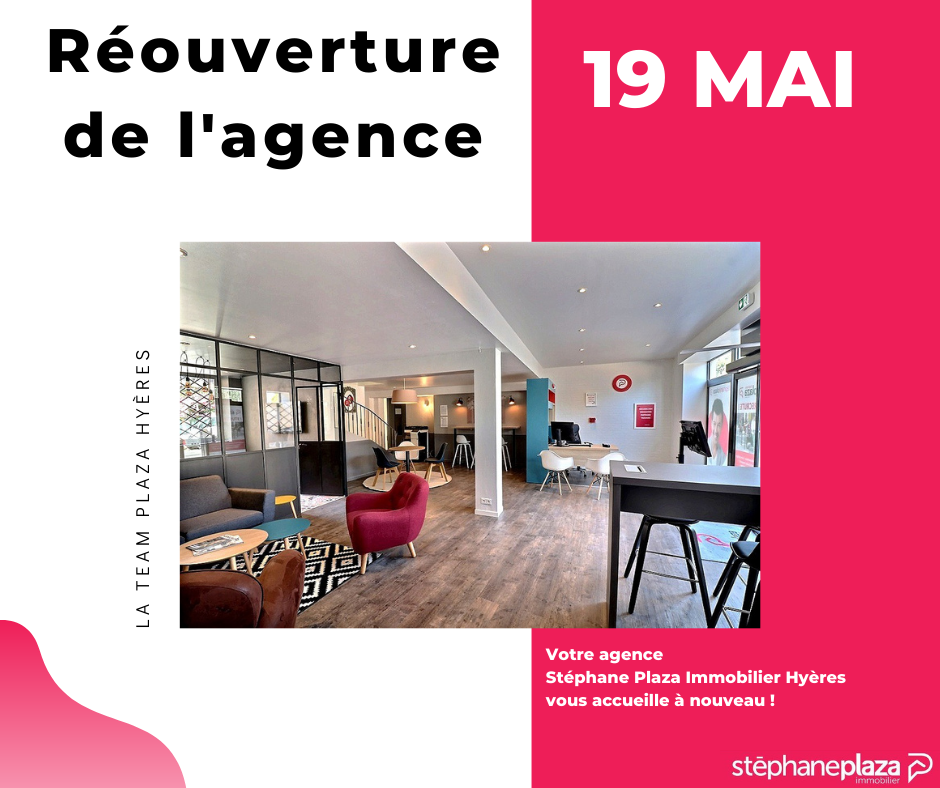 Réouverture
de l'agence
19 MAI
LA TEAM PLAZA HYÈRES
Votre agence
Stéphane Plaza Immobilier Hyères
vous accueille à nouveau !
stēphaneplaza
immobilier